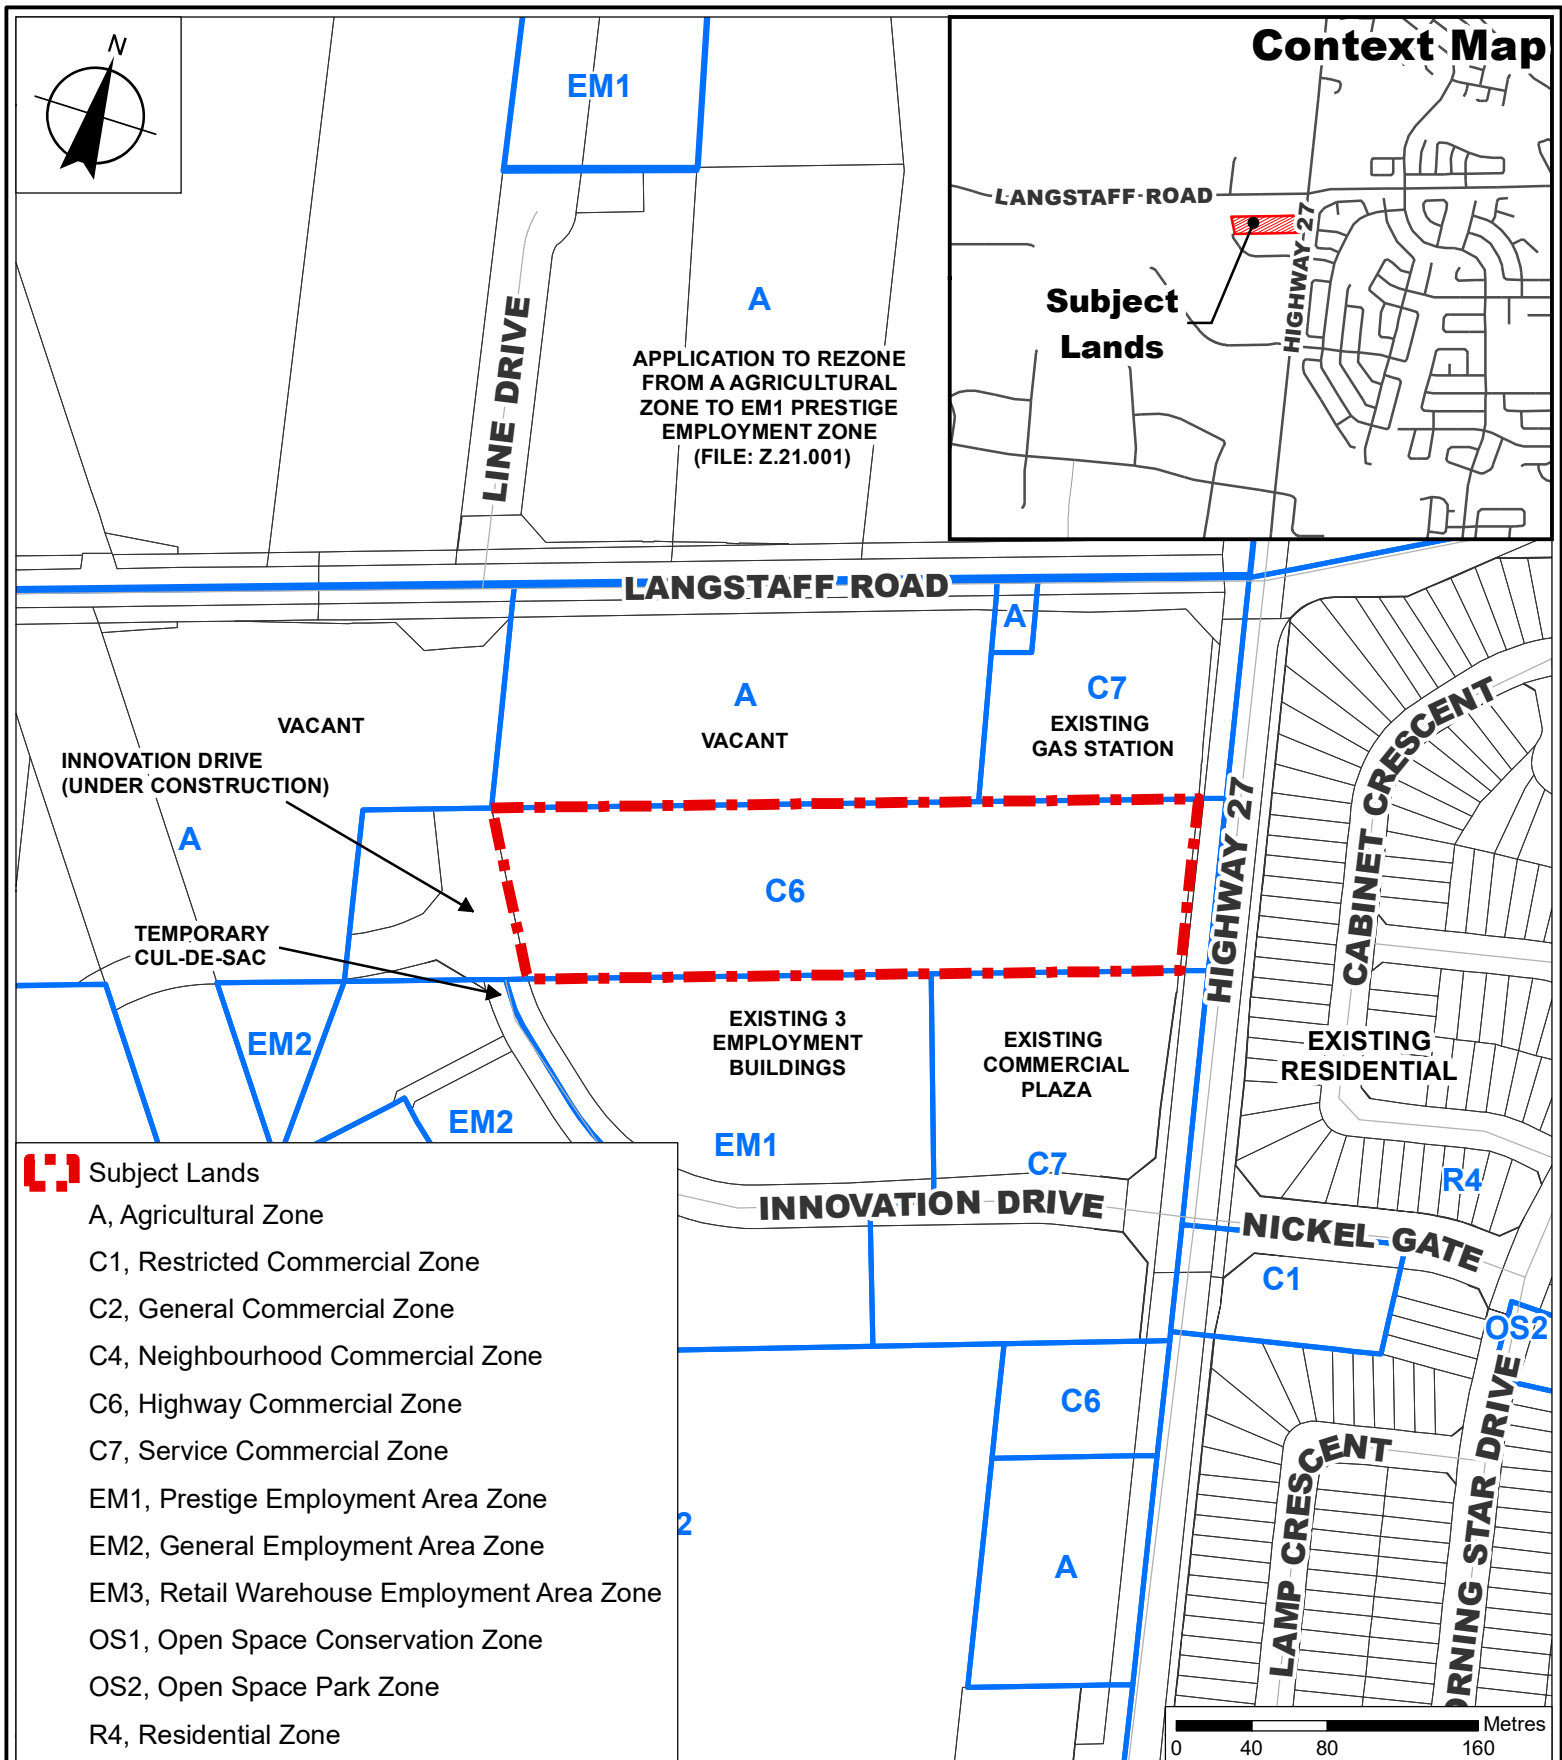 N
Context Map
LANGSTAFF ROAD
HIGHWAY 27
Subject
Lands
EM1
LINE DRIVE
A
APPLICATION TO REZONE
FROM A AGRICULTURAL
ZONE TO EM1 PRESTIGE
EMPLOYMENT ZONE
(FILE: Z.21.001)
LANGSTAFF ROAD
A
A
VACANT
C7
EXISTING
GAS STATION
VACANT
INNOVATION DRIVE
(UNDER CONSTRUCTION)
A
C6
TEMPORARY
CUL-DE-SAC
HIGHWAY 27
CABINET CRESCENT
EM2
EM2
EXISTING 3
EMPLOYMENT
BUILDINGS
EM1
EXISTING
COMMERCIAL
PLAZA
C7
EXISTING
RESIDENTIAL
R4
INNOVATION DRIVE
NICKEL GATE
C1
OS2
C6
A
2
LAMP CRESCENT
ORNING STAR DRIVE
Subject Lands
A, Agricultural Zone
C1, Restricted Commercial Zone
C2, General Commercial Zone
C4, Neighbourhood Commercial Zone
C6, Highway Commercial Zone
C7, Service Commercial Zone
EM1, Prestige Employment Area Zone
EM2, General Employment Area Zone
EM3, Retail Warehouse Employment Area Zone
OS1, Open Space Conservation Zone
OS2, Open Space Park Zone
R4, Residential Zone
Metres
0 40 80 160